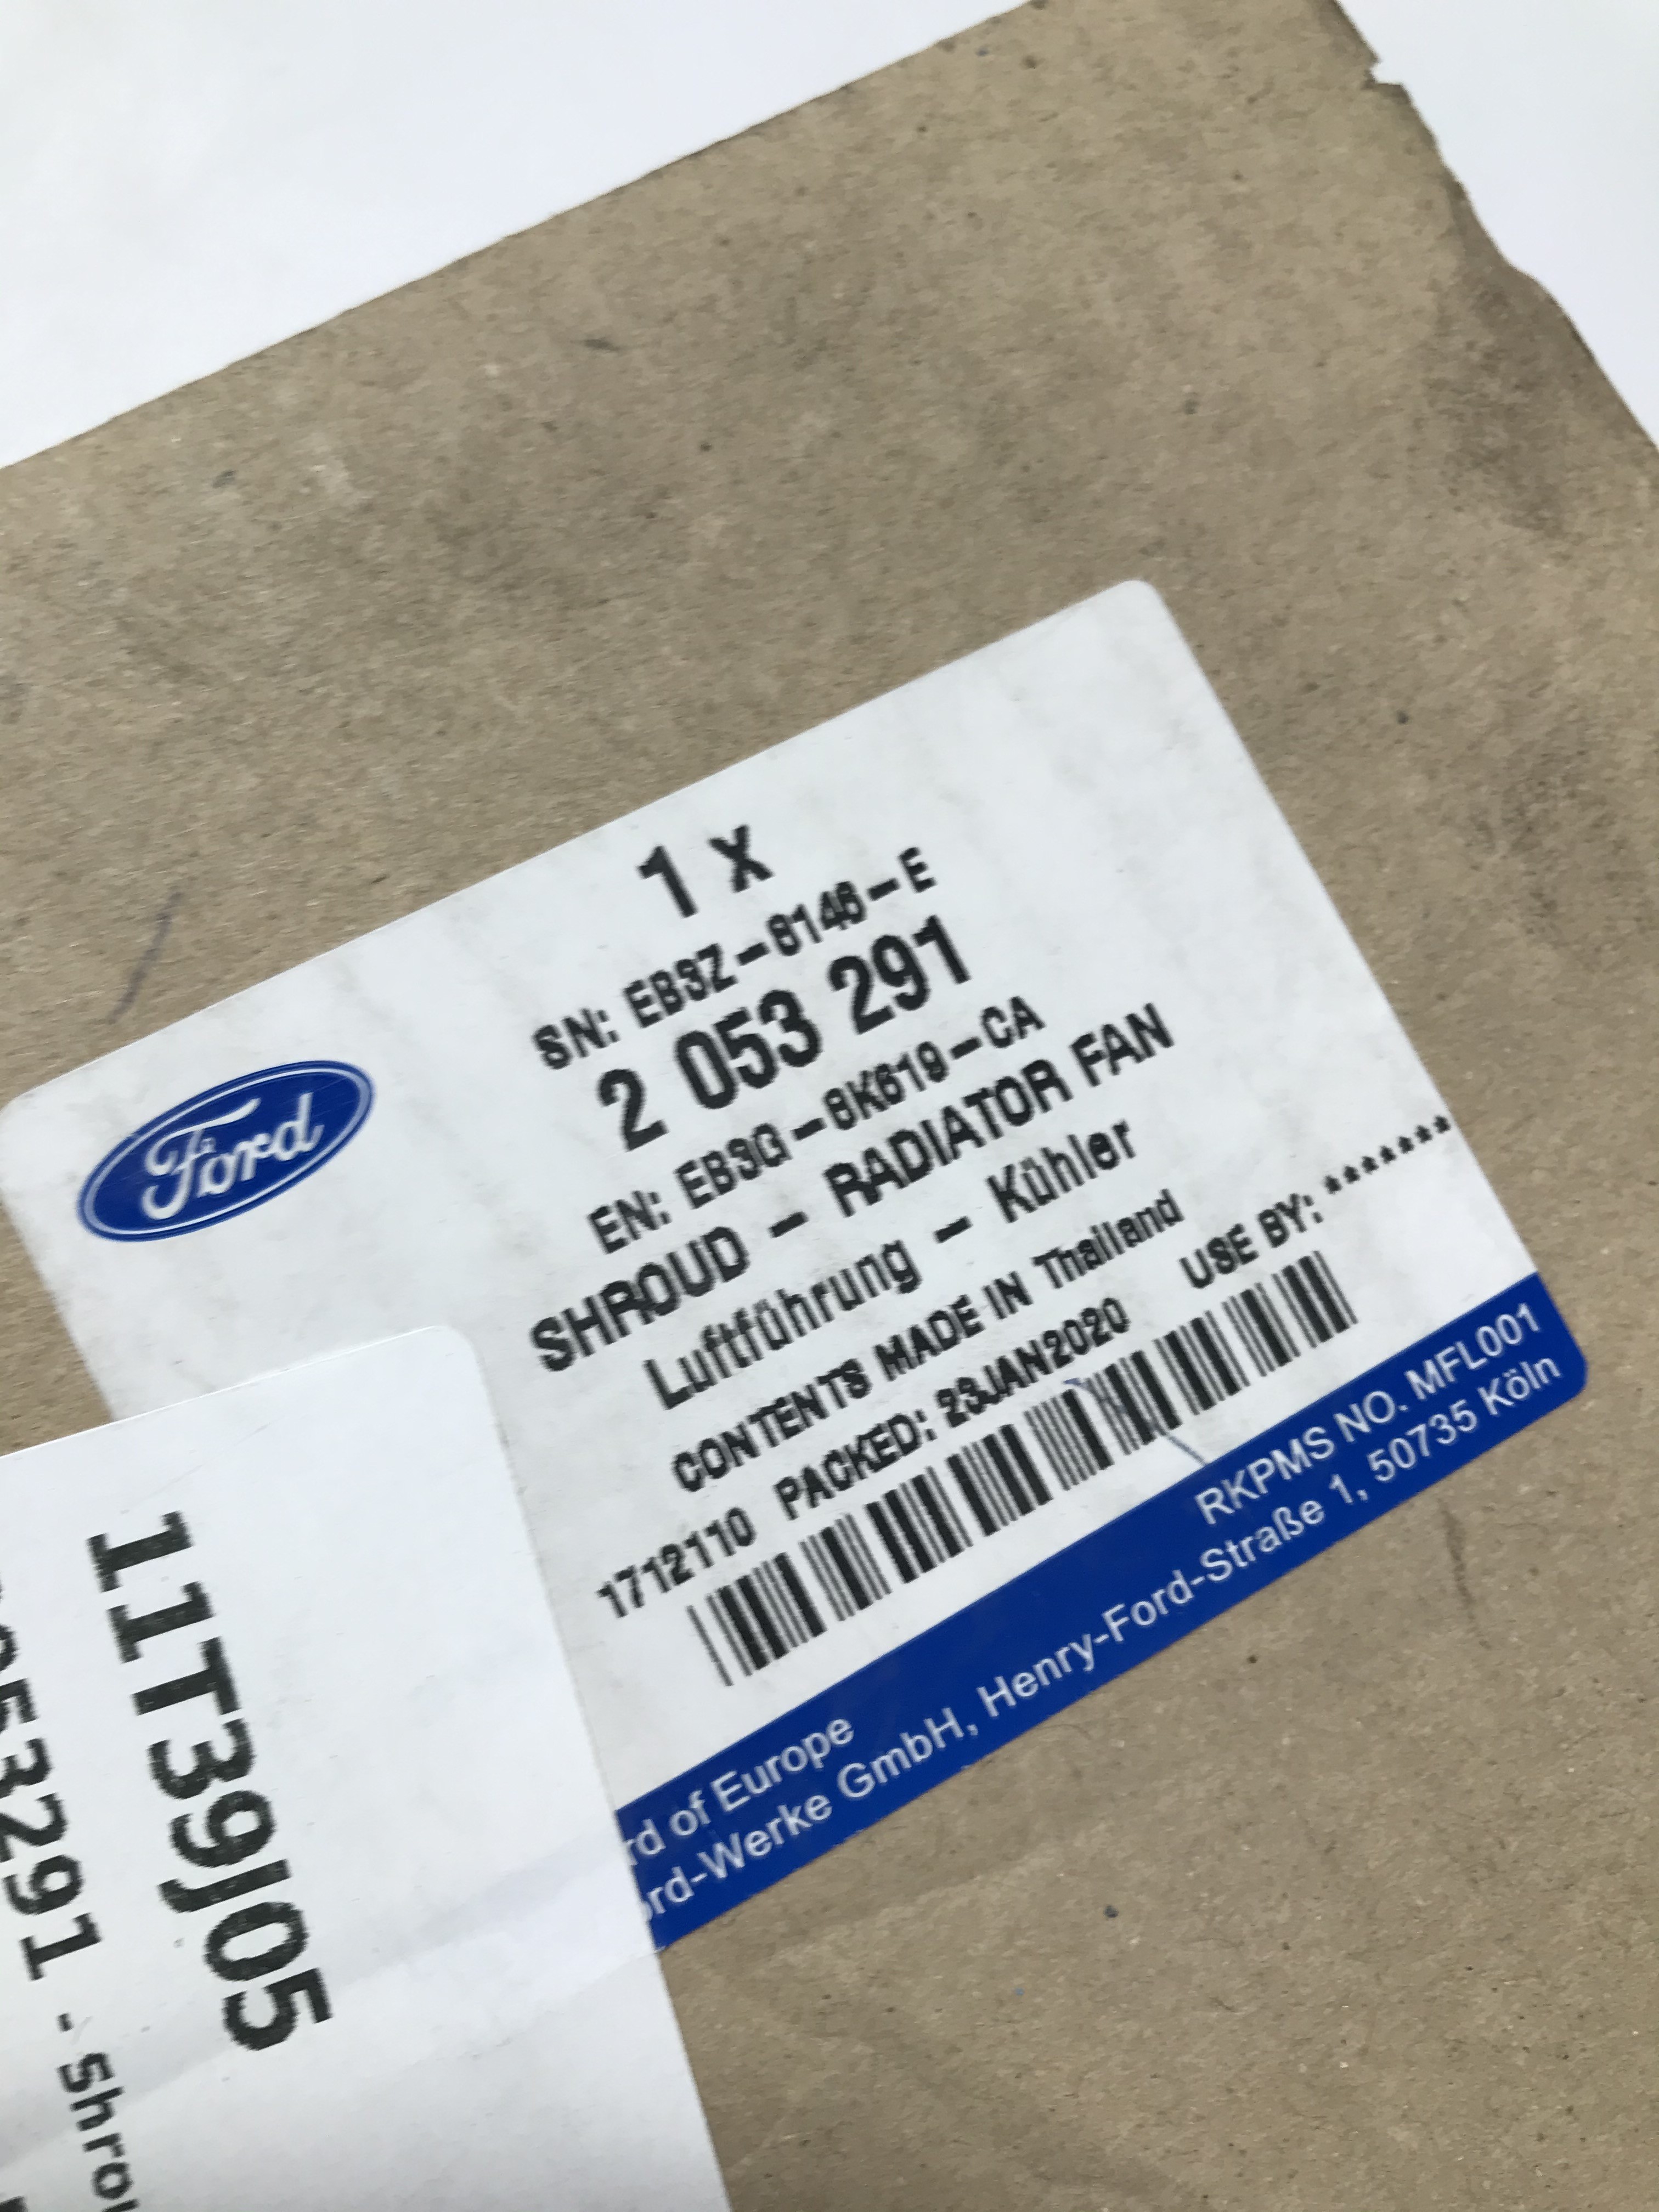 Ford
1 X
SN: EB3Z-8146-E
2 053 291
EN: EB3G-8K619-CA
SHROUD - RADIATOR FAN
Luftführung - Kühler
CONTENTS MADE IN Thailand
1712110 PACKED: 23JAN2020 USE BY: *******
RKPMS NO. MFL001
rd of Europe
ord-Werke GmbH, Henry-Ford-Straße 1, 50735 Köln
11T39J05
053291 - Shro